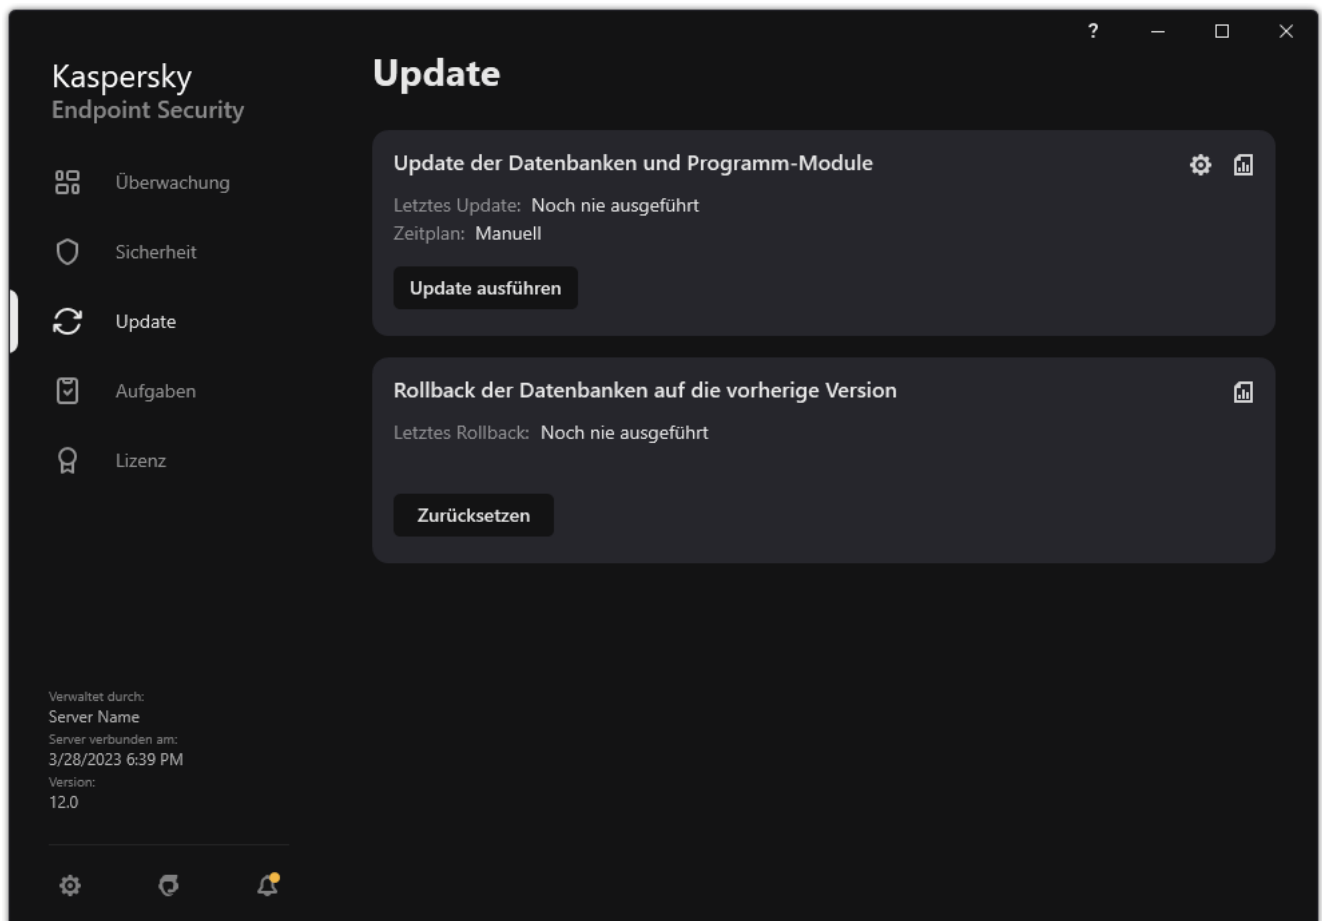 ?
Kaspersky
Endpoint Security
Überwachung
Sicherheit
Update
Aufgaben
Lizenz
Verwaltet durch:
Server Name
Server verbunden am:
3/28/2023 6:39 PM
Version:
12.0
Update
Update der Datenbanken und Programm-Module
Letztes Update: Noch nie ausgeführt
Zeitplan: Manuell
Update ausführen
Rollback der Datenbanken auf die vorherige Version
Letztes Rollback: Noch nie ausgeführt
Zurücksetzen